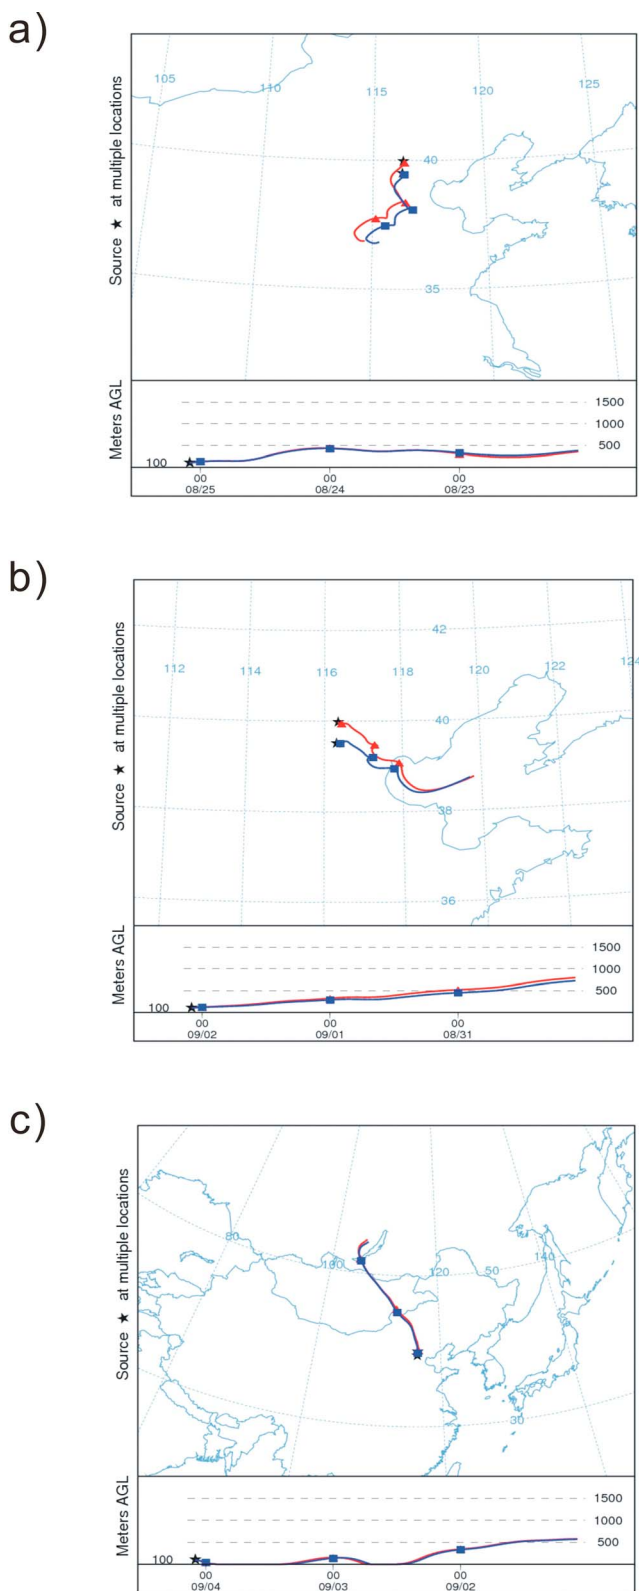 a)
Source ★ at multiple locations
105
110
115
120
125
40
35
Meters AGL
1500
1000
500
100
00 00 00
08/25 08/24 08/23
b)
Source ★ at multiple locations
42
112 114 116 118 120 122 124
40
38
36
Meters AGL
1500
1000
500
100
00 00 00
09/02 09/01 08/31
c)
Source ★ at multiple locations
80
100
120
50
140
30
Meters AGL
1500
1000
500
100
00 00 00
09/04 09/03 09/02